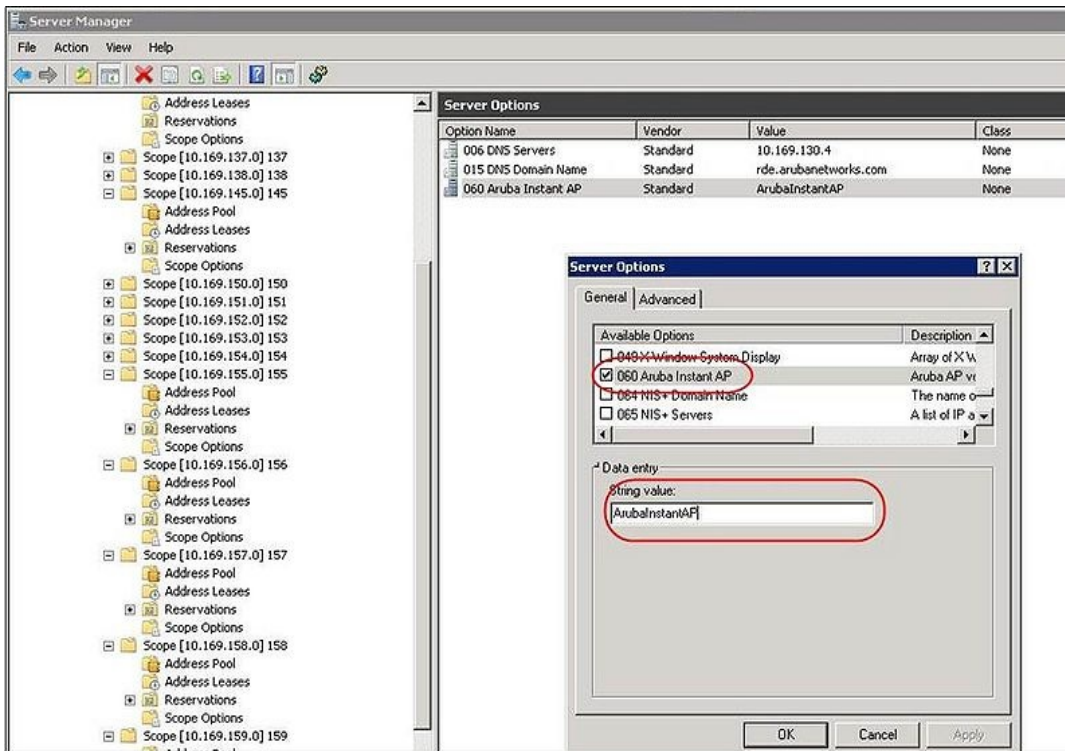 Server Manager
File Action View Help
Address Leases
Reservations
Scope Options
Scope [10.169.137.0] 137
Scope [10.169.138.0] 138
Scope [10.169.145.0] 145
Address Pool
Address Leases
Reservations
Scope Options
Scope [10.169.150.0] 150
Scope [10.169.151.0] 151
Scope [10.169.152.0] 152
Scope [10.169.153.0] 153
Scope [10.169.154.0] 154
Scope [10.169.155.0] 155
Address Pool
Address Leases
Reservations
Scope Options
Scope [10.169.156.0] 156
Address Pool
Address Leases
Reservations
Scope Options
Scope [10.169.157.0] 157
Address Pool
Address Leases
Reservations
Scope Options
Scope [10.169.158.0] 158
Address Pool
Address Leases
Reservations
Scope Options
Scope [10.169.159.0] 159
Server Options
Option Name Vendor Value Class
006 DNS Servers Standard 10.169.130.4 None
015 DNS Domain Name Standard rde.arubanetworks.com None
060 Aruba Instant AP Standard ArubaInstantAP None
Server Options
General Advanced
Available Options Description
049 X Window System Display Array of X W
060 Aruba Instant AP Aruba AP ve
064 NIS+ Domain Name The name o
065 NIS+ Servers A list of IP a
Data entry
String value:
ArubaInstantAP
OK Cancel Apply